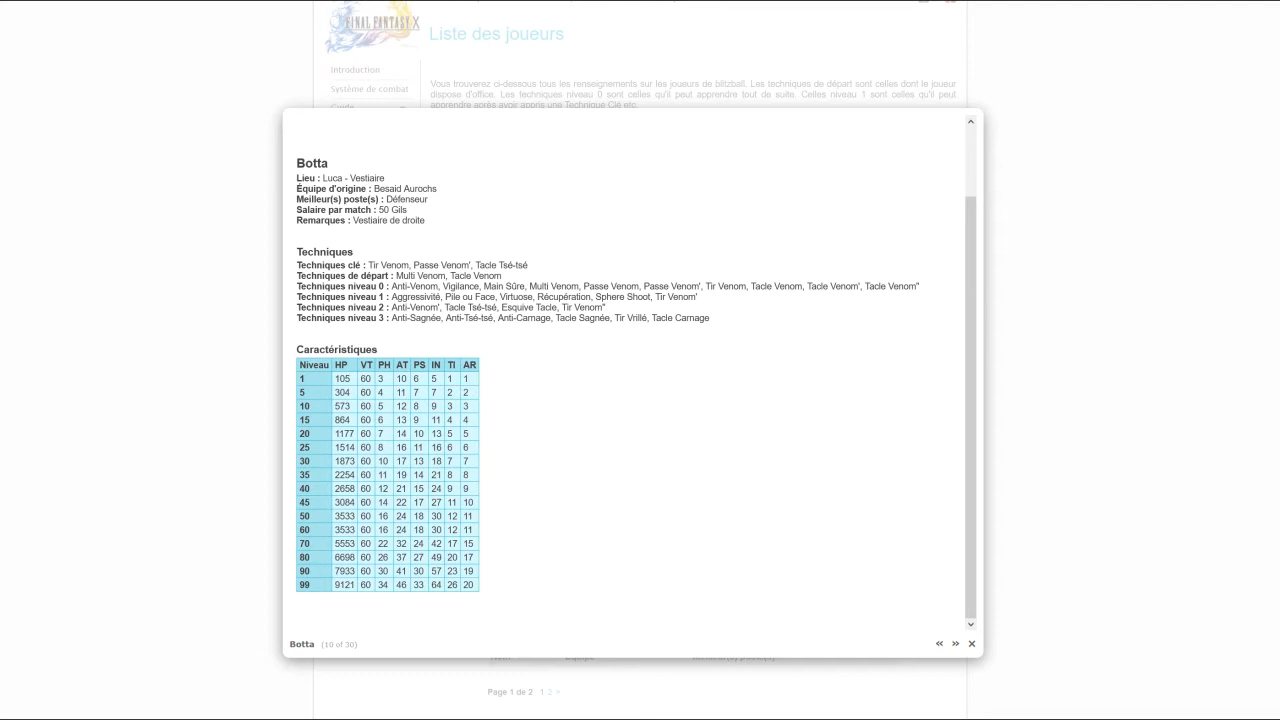 FINAL FANTASY X
Liste des joueurs
Introduction
Système de combat
Guide
Vous trouverez ci-dessous tous les renseignements sur les joueurs de blitzball. Les techniques de départ sont celles dont le joueur
dispose d'office. Les techniques niveau 0 sont celles qu'il peut apprendre tout de suite. Celles niveau 1 sont celles qu'il peut
apprendre après avoir appris une Technique Clé etc.
Botta
Lieu : Luca - Vestiaire
Équipe d'origine : Besaid Aurochs
Meilleur(s) poste(s) : Défenseur
Salaire par match : 50 Gils
Remarques : Vestiaire de droite
Techniques
Techniques clé : Tir Venom, Passe Venom', Tacle Tsé-tsé
Techniques de départ : Multi Venom, Tacle Venom
Techniques niveau 0 : Anti-Venom, Vigilance, Main Sûre, Multi Venom, Passe Venom, Passe Venom', Tir Venom, Tacle Venom, Tacle Venom', Tacle Venom"
Techniques niveau 1 : Aggressivité, Pile ou Face, Virtuose, Récupération, Sphere Shoot, Tir Venom'
Techniques niveau 2 : Anti-Venom', Tacle Tsé-tsé, Esquive Tacle, Tir Venom"
Techniques niveau 3 : Anti-Sagnée, Anti-Tsé-tsé, Anti-Carnage, Tacle Sagnée, Tir Vrillé, Tacle Carnage
Caractéristiques
Niveau HP VT PH AT PS IN TI AR
1 105 60 3 10 6 5 1 1
5 304 60 4 11 7 7 2 2
10 573 60 5 12 8 9 3 3
15 864 60 6 13 9 11 4 4
20 1177 60 7 14 10 13 5 5
25 1514 60 8 16 11 16 6 6
30 1873 60 10 17 13 18 7 7
35 2254 60 11 19 14 21 8 8
40 2658 60 12 21 15 24 9 9
45 3084 60 14 22 17 27 11 10
50 3533 60 16 24 18 30 12 11
60 3533 60 16 24 18 30 12 11
70 5553 60 22 32 24 42 17 15
80 6698 60 26 37 27 49 20 17
90 7933 60 30 41 30 57 23 19
99 9121 60 34 46 33 64 26 20
Botta (10 of 30)
Page 1 de 2 1 2 >